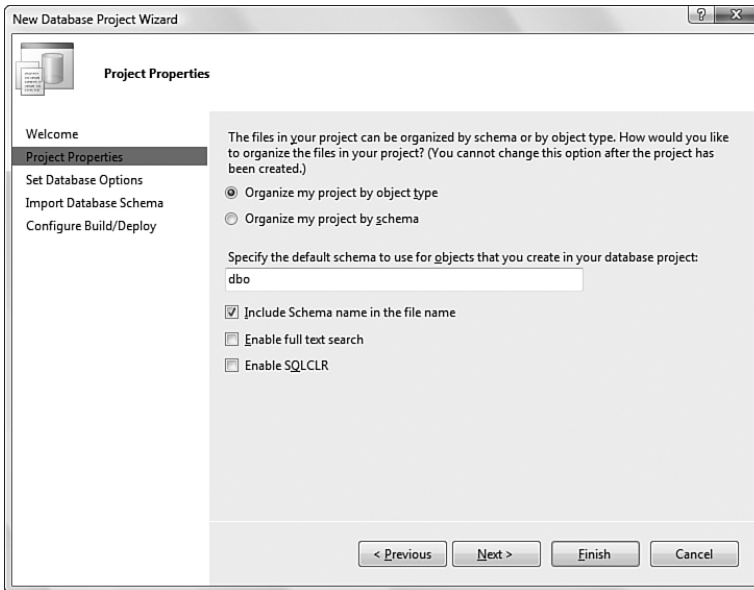 New Database Project Wizard
Project Properties
Welcome
Project Properties
Set Database Options
Import Database Schema
Configure Build/Deploy
The files in your project can be organized by schema or by object type. How would you like
to organize the files in your project? (You cannot change this option after the project has
been created.)
Organize my project by object type
Organize my project by schema
Specify the default schema to use for objects that you create in your database project:
dbo
Include Schema name in the file name
Enable full text search
Enable SQLCLR
< Previous
Next >
Finish
Cancel